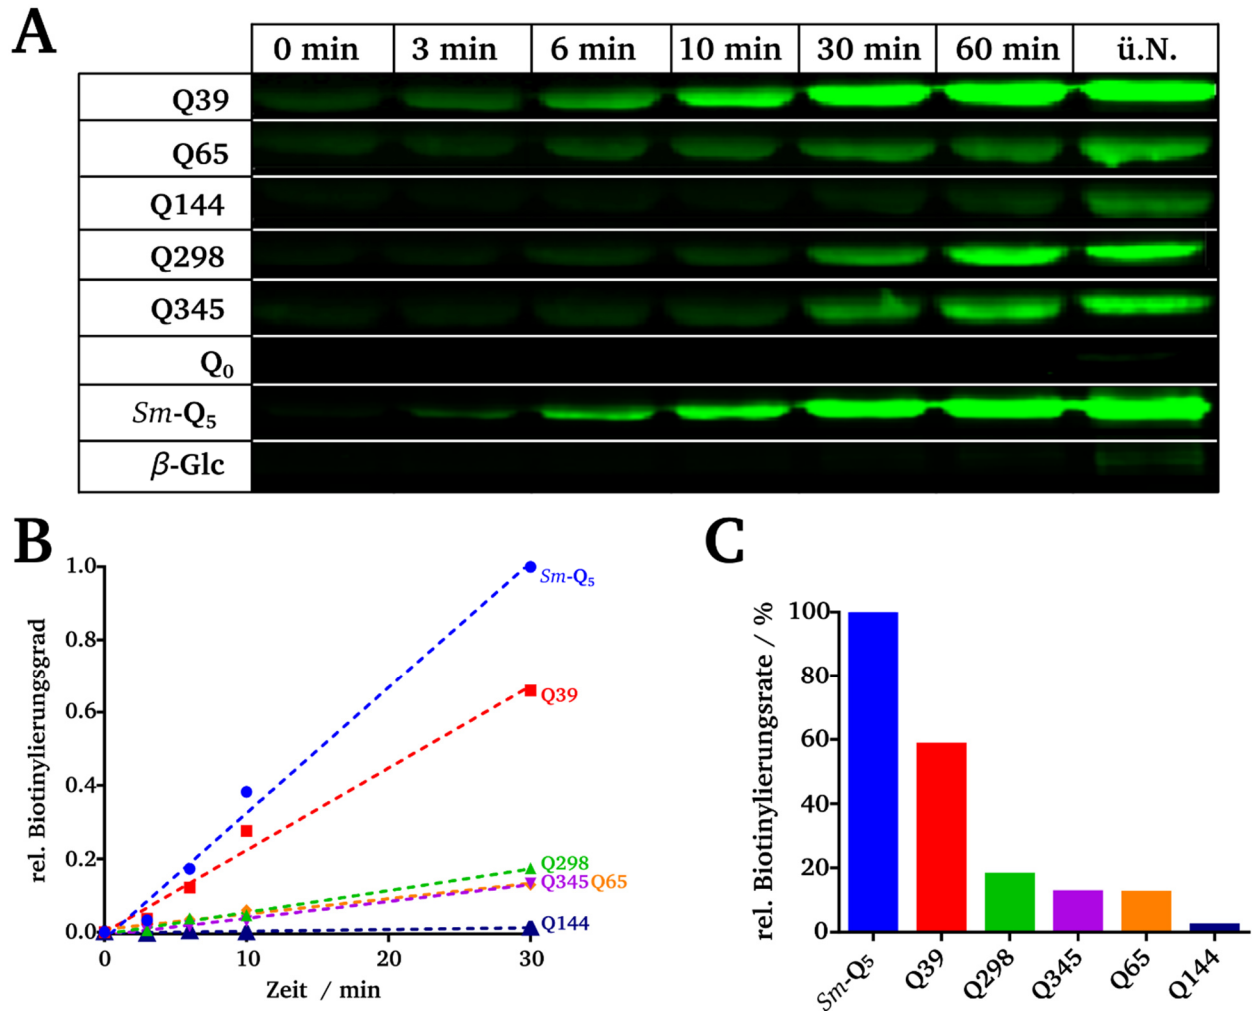 A
0 min 3 min 6 min 10 min 30 min 60 min ü.N.
Q39
Q65
Q144
Q298
Q345
Q₀
Sm-Q₅
β-Glc
B
rel. Biotinylierungsgrad
1.0
0.8
0.6
0.4
0.2
0.0
0 10 20 30
Zeit / min
Sm-Q₅
Q39
Q298
Q345 Q65
Q144
C
rel. Biotinylierungsrate / %
100
80
60
40
20
0
Sm-Q₅ Q39 Q298 Q345 Q65 Q144